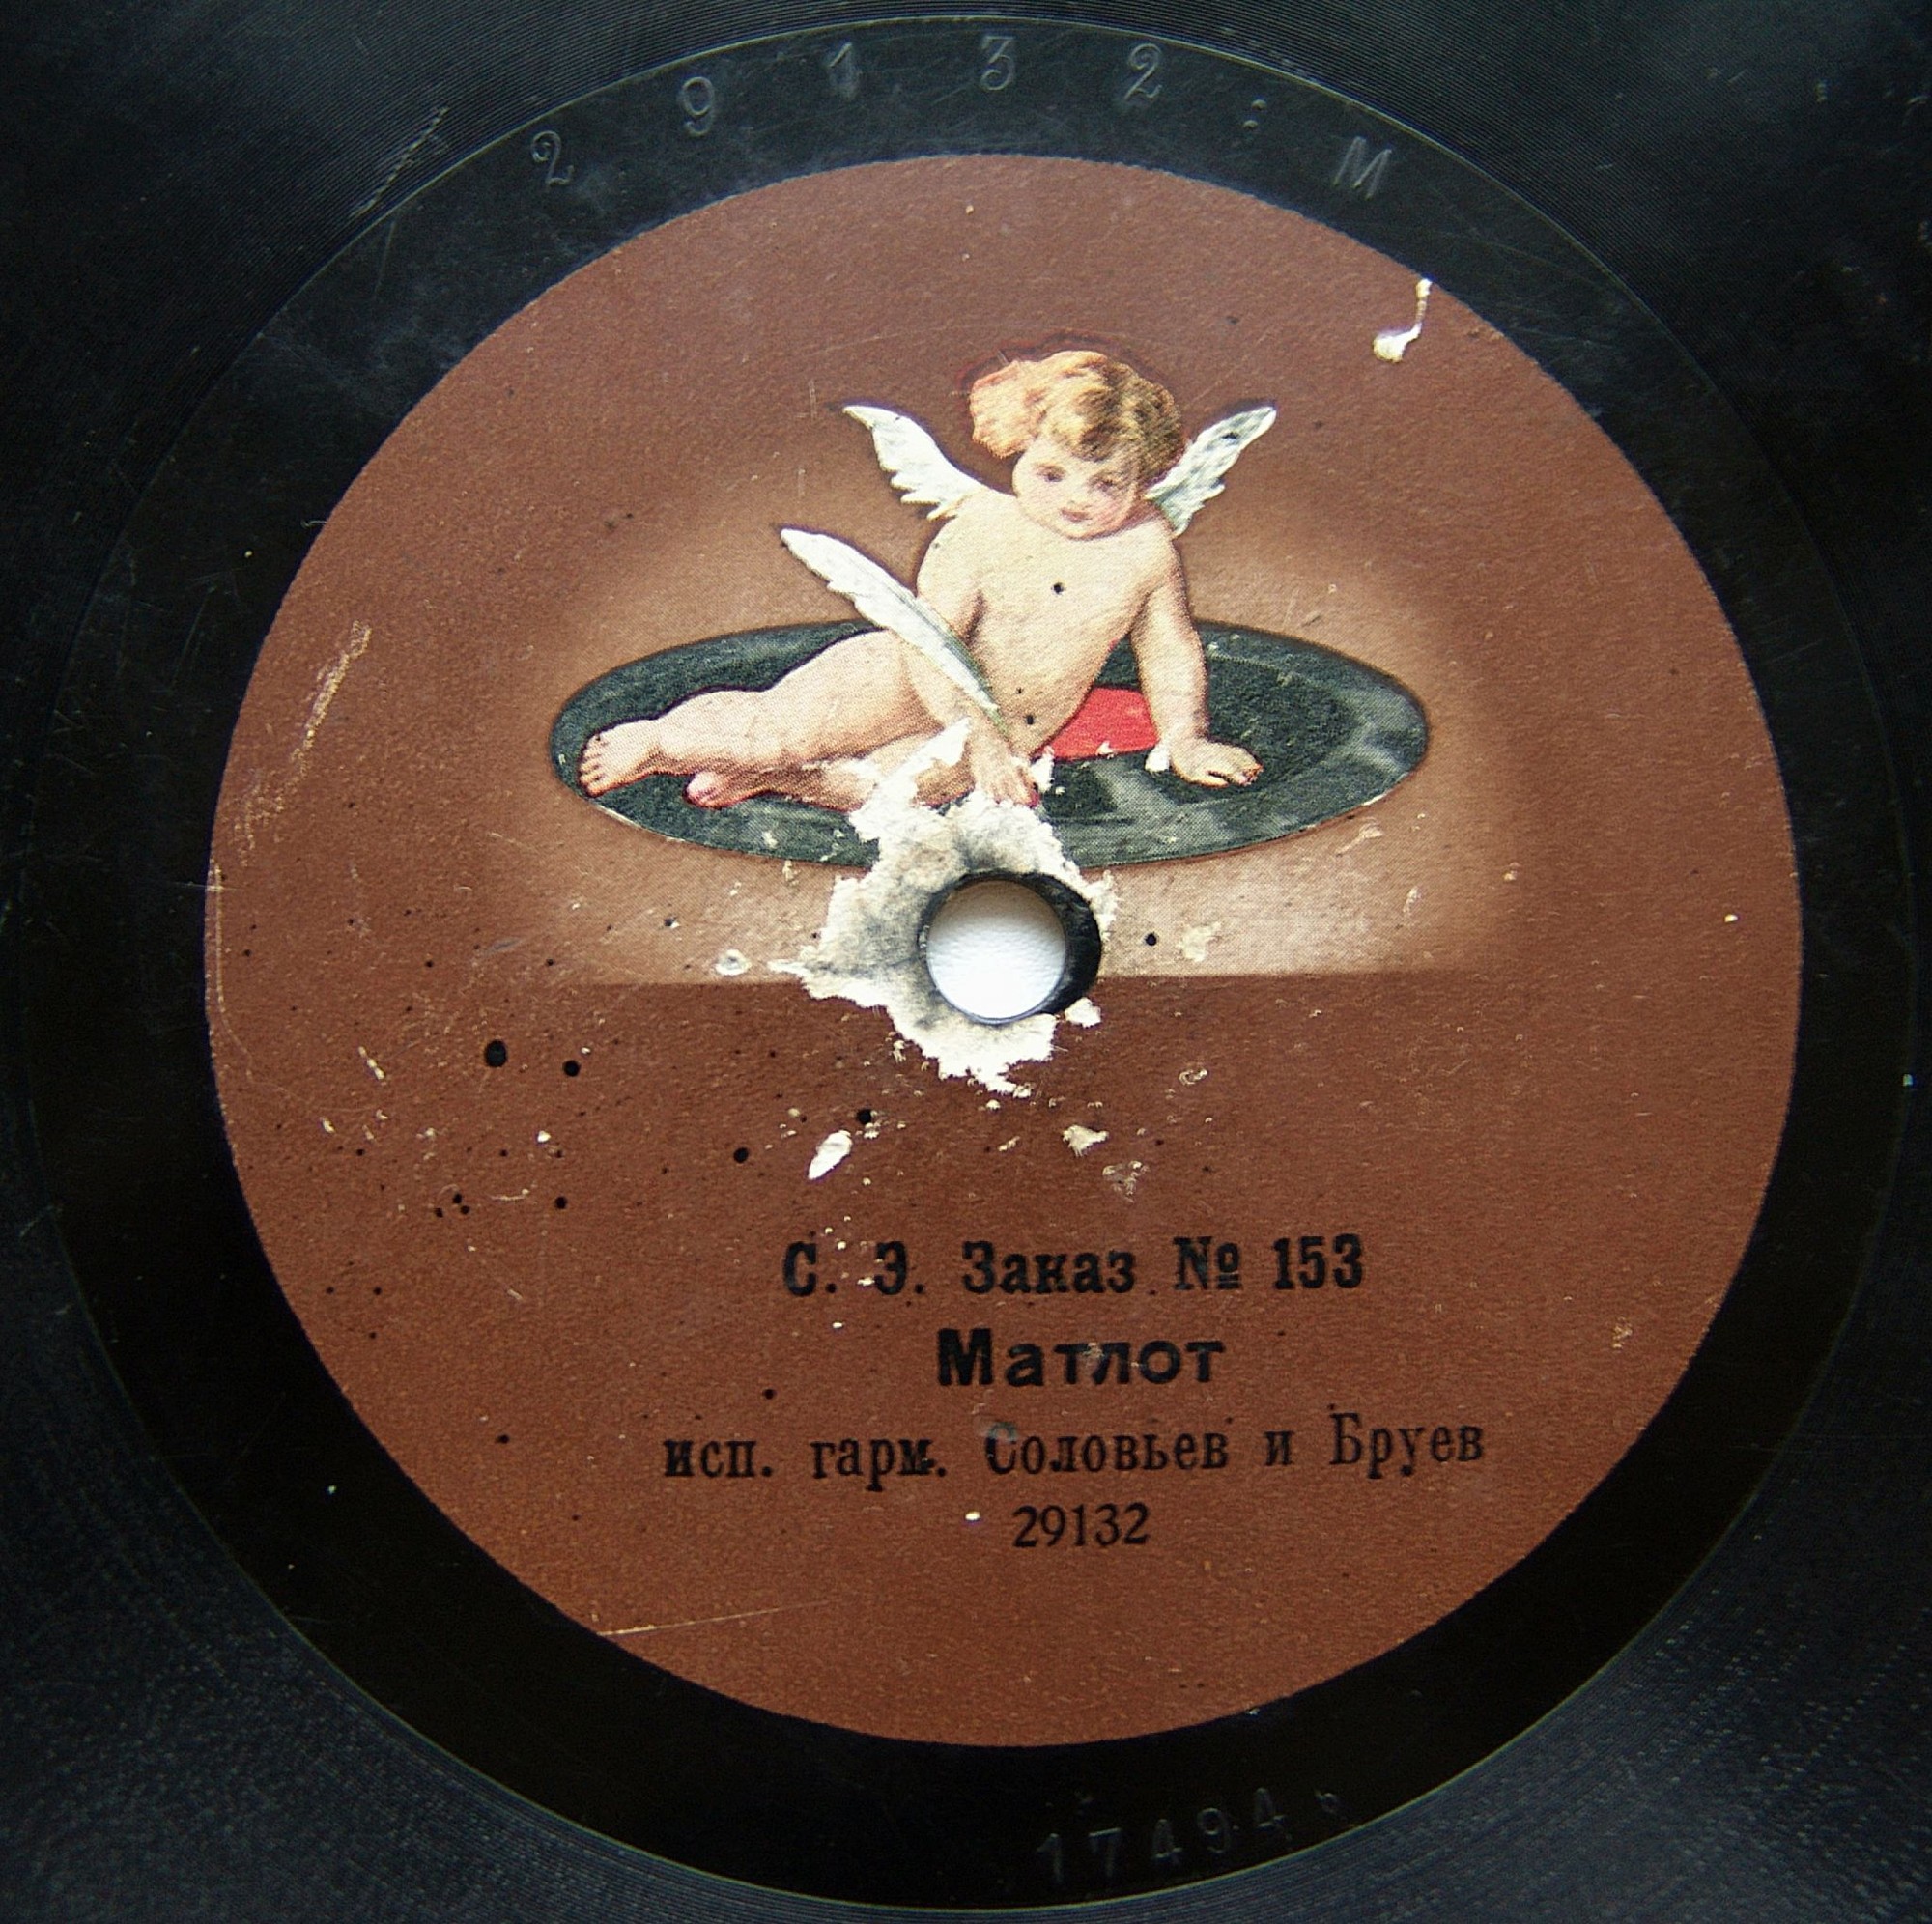 29132:M
С. Э. Заказ № 153
Матлот
исп. гарм. Соловьев и Бруев
29132
17494 b